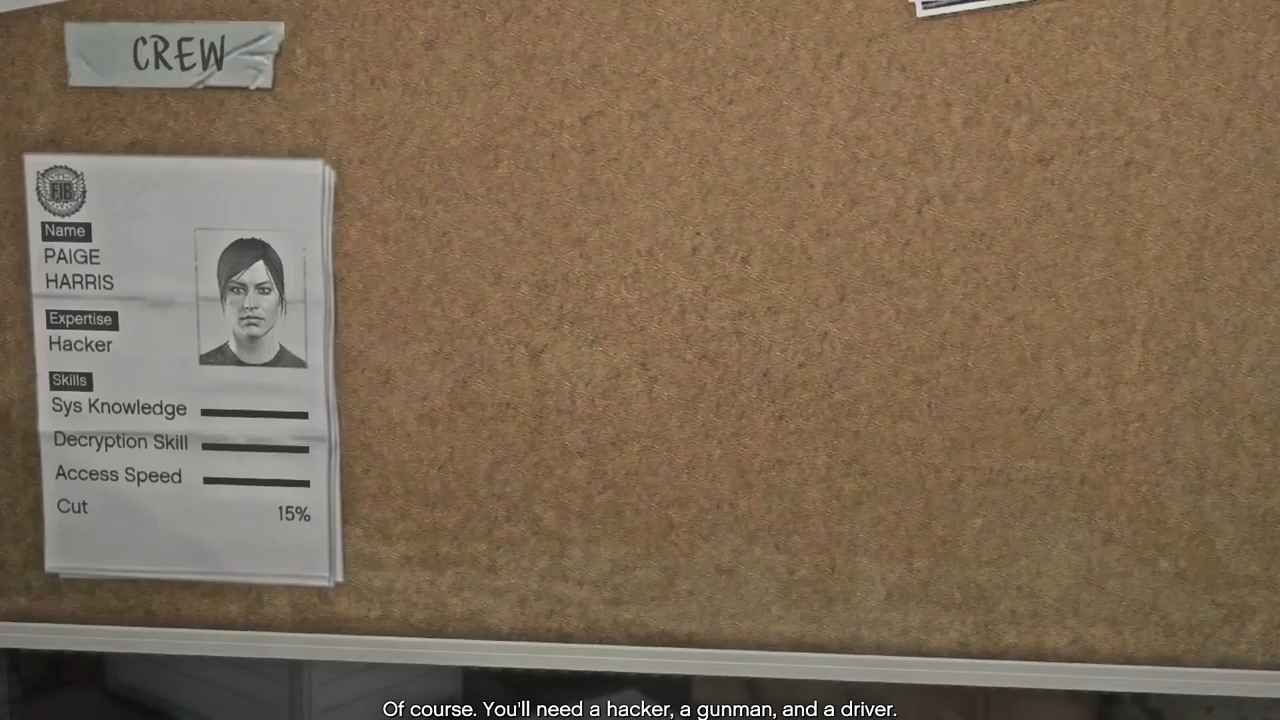 CREW
FIB
Name
PAIGE
HARRIS
Expertise
Hacker
Skills
Sys Knowledge
Decryption Skill
Access Speed
Cut 15%
Of course. You'll need a hacker, a gunman, and a driver.